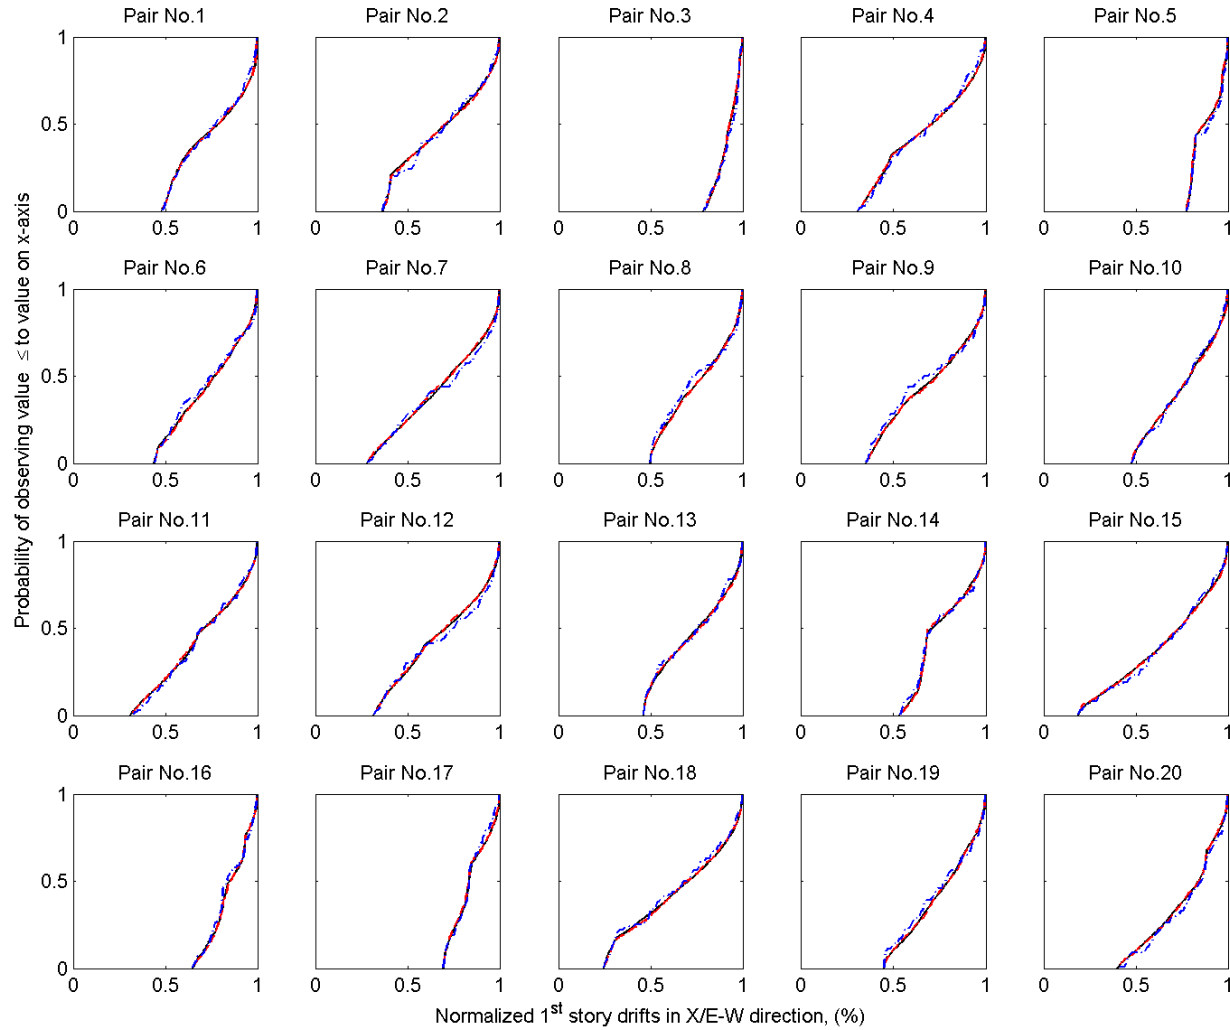 Pair No.1 Pair No.2 Pair No.3 Pair No.4 Pair No.5
1
0.5
0
0 0.5 1 0 0.5 1 0 0.5 1 0 0.5 1 0 0.5 1
Pair No.6 Pair No.7 Pair No.8 Pair No.9 Pair No.10
1
0.5
0
0 0.5 1 0 0.5 1 0 0.5 1 0 0.5 1 0 0.5 1
Pair No.11 Pair No.12 Pair No.13 Pair No.14 Pair No.15
1
0.5
0
0 0.5 1 0 0.5 1 0 0.5 1 0 0.5 1 0 0.5 1
Pair No.16 Pair No.17 Pair No.18 Pair No.19 Pair No.20
1
0.5
0
0 0.5 1 0 0.5 1 0 0.5 1 0 0.5 1 0 0.5 1
Probability of observing value ≤ to value on x-axis
Normalized 1st story drifts in X/E-W direction, (%)